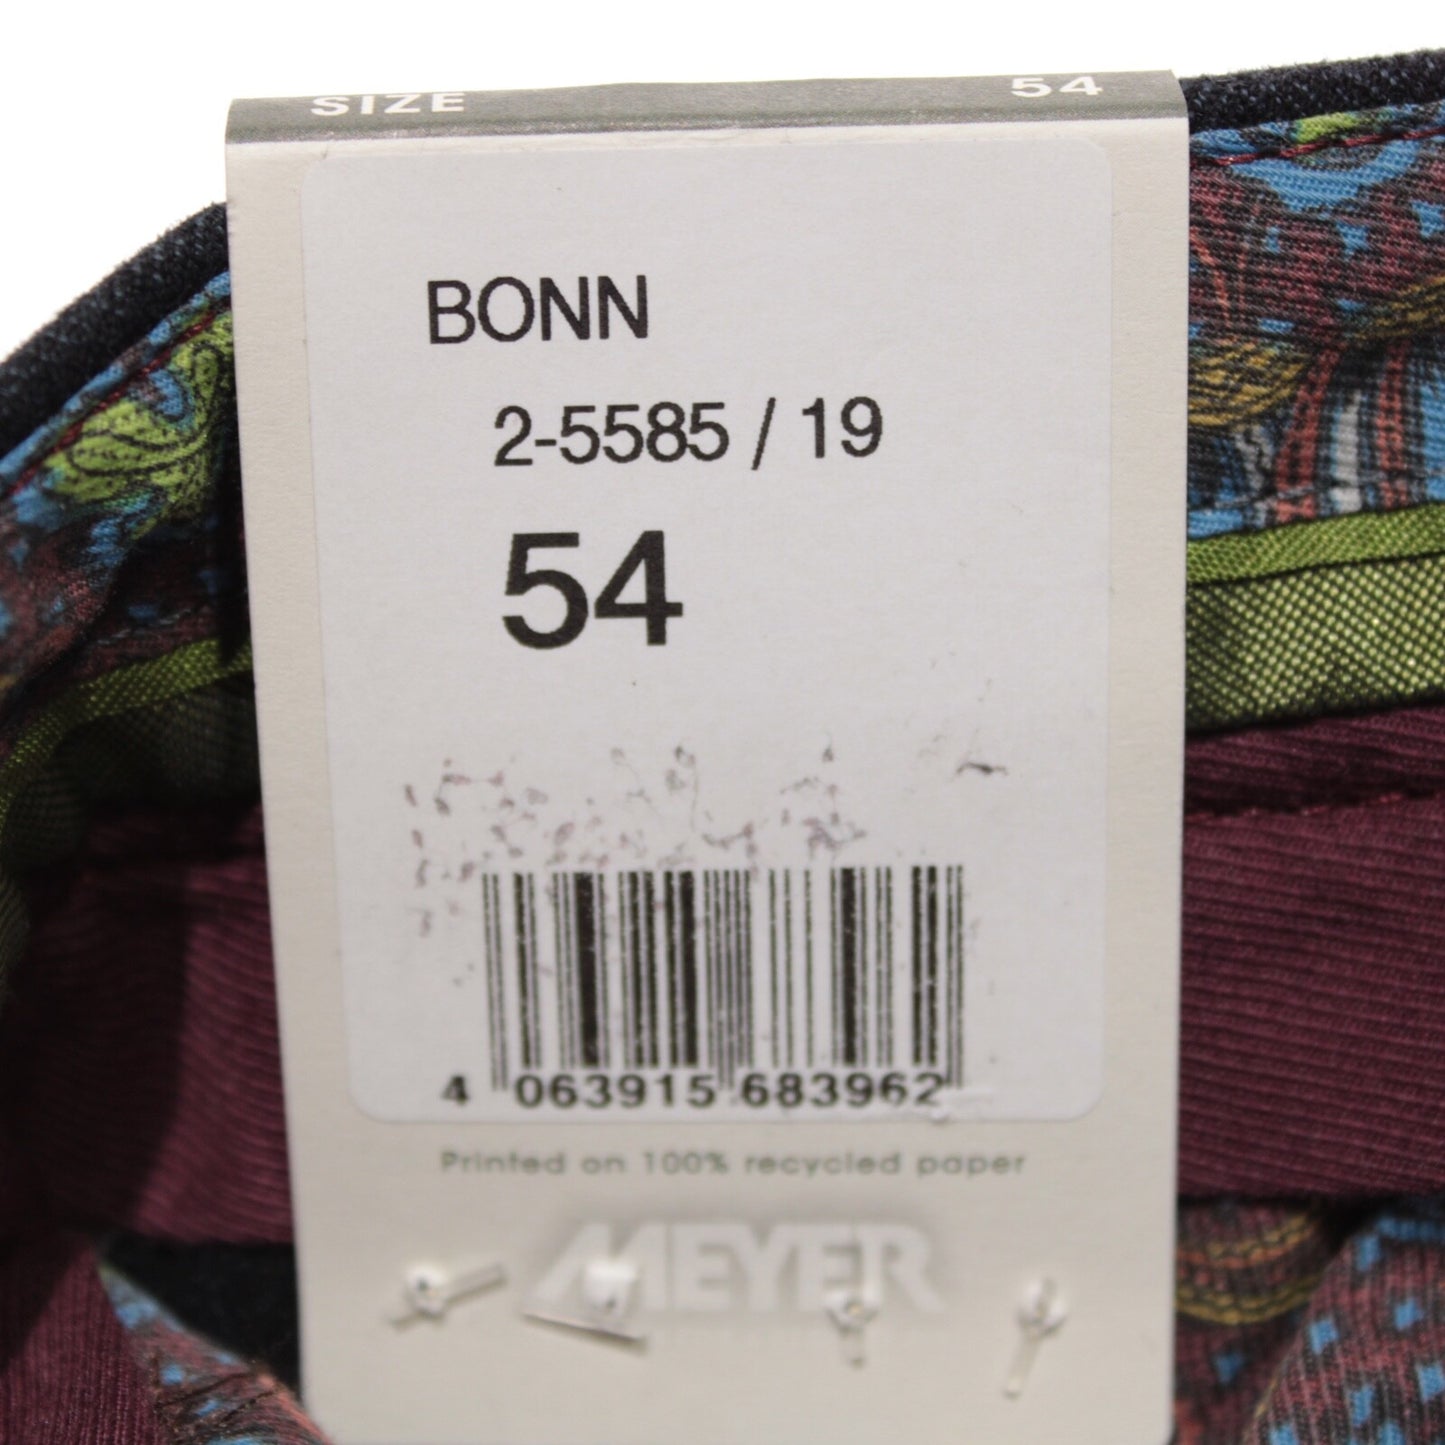 SIZE 54
BONN
2-5585 / 19
54
4 063915 683962
Printed on 100% recycled paper
MEYER